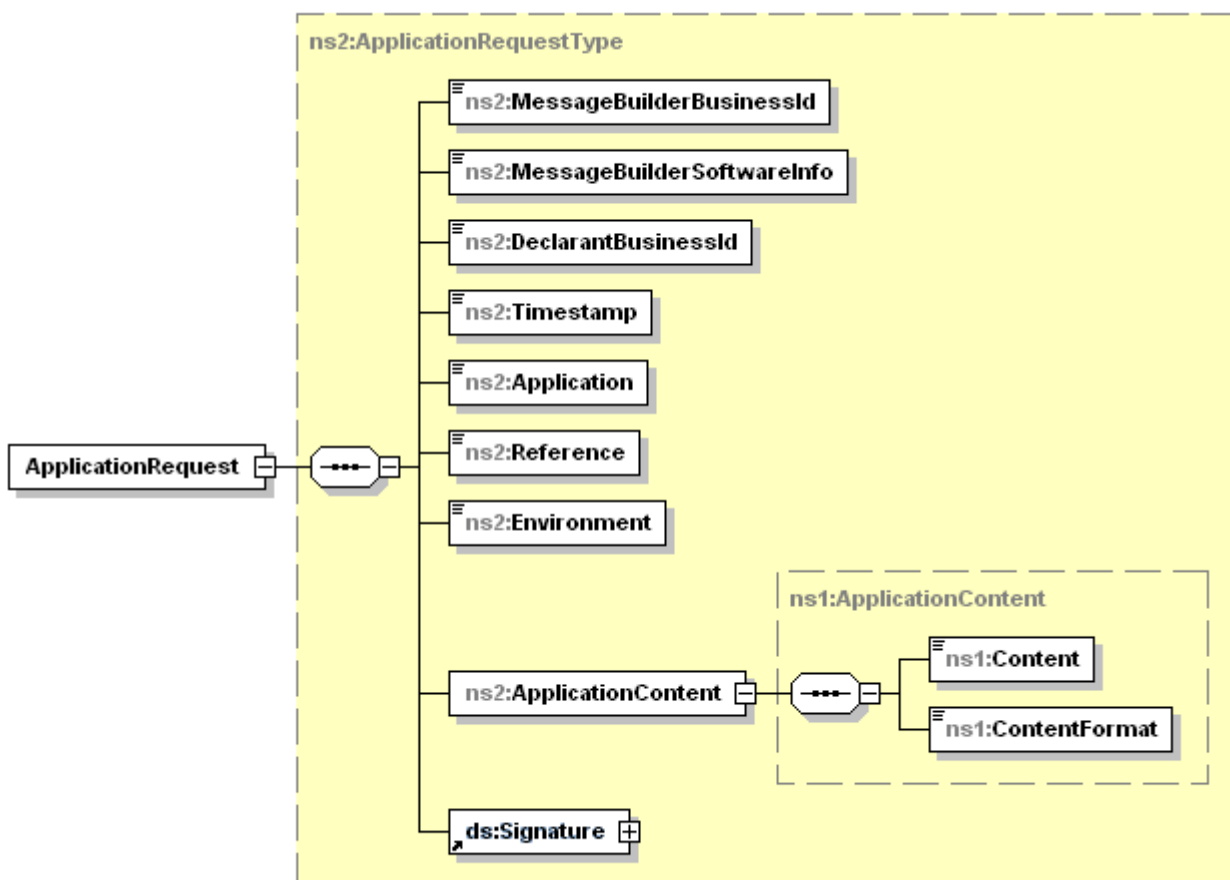 ns2:ApplicationRequestType
ns2:MessageBuilderBusinessId
ns2:MessageBuilderSoftwareInfo
ns2:DeclarantBusinessId
ns2:Timestamp
ns2:Application
ApplicationRequest
ns2:Reference
ns2:Environment
ns1:ApplicationContent
ns2:ApplicationContent
ns1:Content
ns1:ContentFormat
ds:Signature